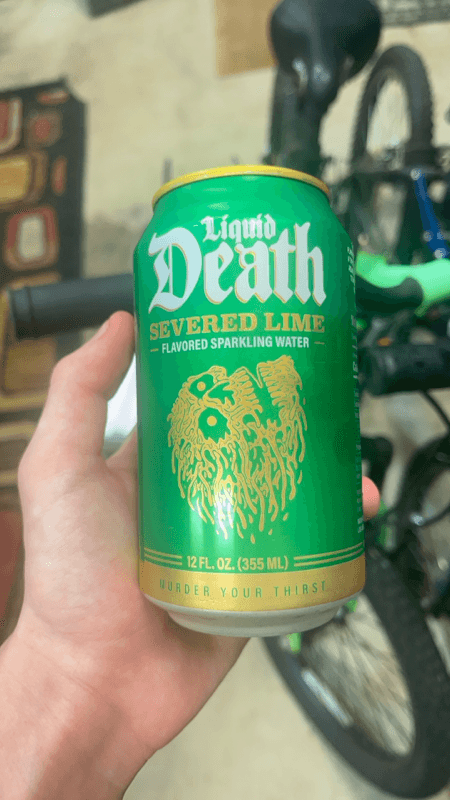 Liquid
Death
SEVERED LIME
FLAVORED SPARKLING WATER
12 FL. OZ. (355 ML)
MURDER YOUR THIRST